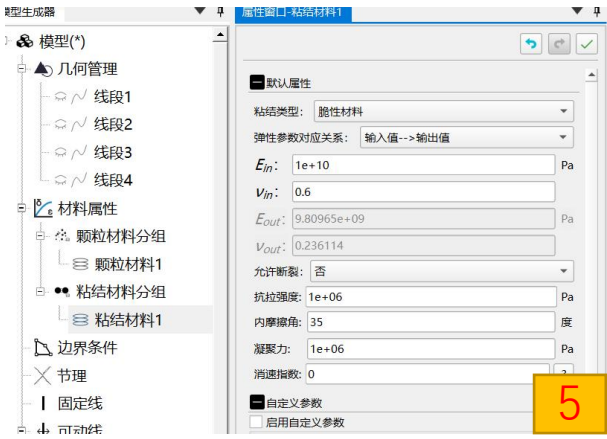 模型生成器
属性窗口-粘结材料1
模型(*)
几何管理
线段1
线段2
线段3
线段4
材料属性
颗粒材料分组
颗粒材料1
粘结材料分组
粘结材料1
边界条件
节理
固定线
可动线
默认属性
粘结类型: 脆性材料
弹性参数对应关系: 输入值-->输出值
Ein: 1e+10 Pa
νin: 0.6
Eout: 9.80965e+09 Pa
νout: 0.236114
允许断裂: 否
抗拉强度: 1e+06 Pa
内摩擦角: 35 度
凝聚力: 1e+06 Pa
消速指数: 0 ?
自定义参数
启用自定义参数
5